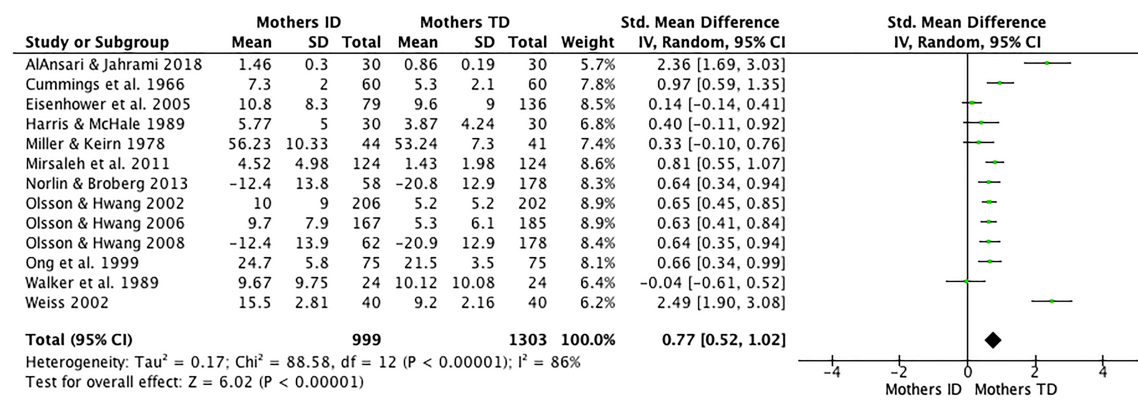 Mothers ID Mothers TD Std. Mean Difference Std. Mean Difference
Study or Subgroup Mean SD Total Mean SD Total Weight IV, Random, 95% CI IV, Random, 95% CI
AlAnsari & Jahrami 2018 1.46 0.3 30 0.86 0.19 30 5.7% 2.36 [1.69, 3.03]
Cummings et al. 1966 7.3 2 60 5.3 2.1 60 7.8% 0.97 [0.59, 1.35]
Eisenhower et al. 2005 10.8 8.3 79 9.6 9 136 8.5% 0.14 [−0.14, 0.41]
Harris & McHale 1989 5.77 5 30 3.87 4.24 30 6.8% 0.40 [−0.11, 0.92]
Miller & Keirn 1978 56.23 10.33 44 53.24 7.3 41 7.4% 0.33 [−0.10, 0.76]
Mirsaleh et al. 2011 4.52 4.98 124 1.43 1.98 124 8.6% 0.81 [0.55, 1.07]
Norlin & Broberg 2013 −12.4 13.8 58 −20.8 12.9 178 8.3% 0.64 [0.34, 0.94]
Olsson & Hwang 2002 10 9 206 5.2 5.2 202 8.9% 0.65 [0.45, 0.85]
Olsson & Hwang 2006 9.7 7.9 167 5.3 6.1 185 8.9% 0.63 [0.41, 0.84]
Olsson & Hwang 2008 −12.4 13.9 62 −20.9 12.9 178 8.4% 0.64 [0.35, 0.94]
Ong et al. 1999 24.7 5.8 75 21.5 3.5 75 8.1% 0.66 [0.34, 0.99]
Walker et al. 1989 9.67 9.75 24 10.12 10.08 24 6.4% −0.04 [−0.61, 0.52]
Weiss 2002 15.5 2.81 40 9.2 2.16 40 6.2% 2.49 [1.90, 3.08]
Total (95% CI) 999 1303 100.0% 0.77 [0.52, 1.02]
Heterogeneity: Tau² = 0.17; Chi² = 88.58, df = 12 (P < 0.00001); I² = 86%
Test for overall effect: Z = 6.02 (P < 0.00001)
−4 −2 0 2 4
Mothers ID Mothers TD